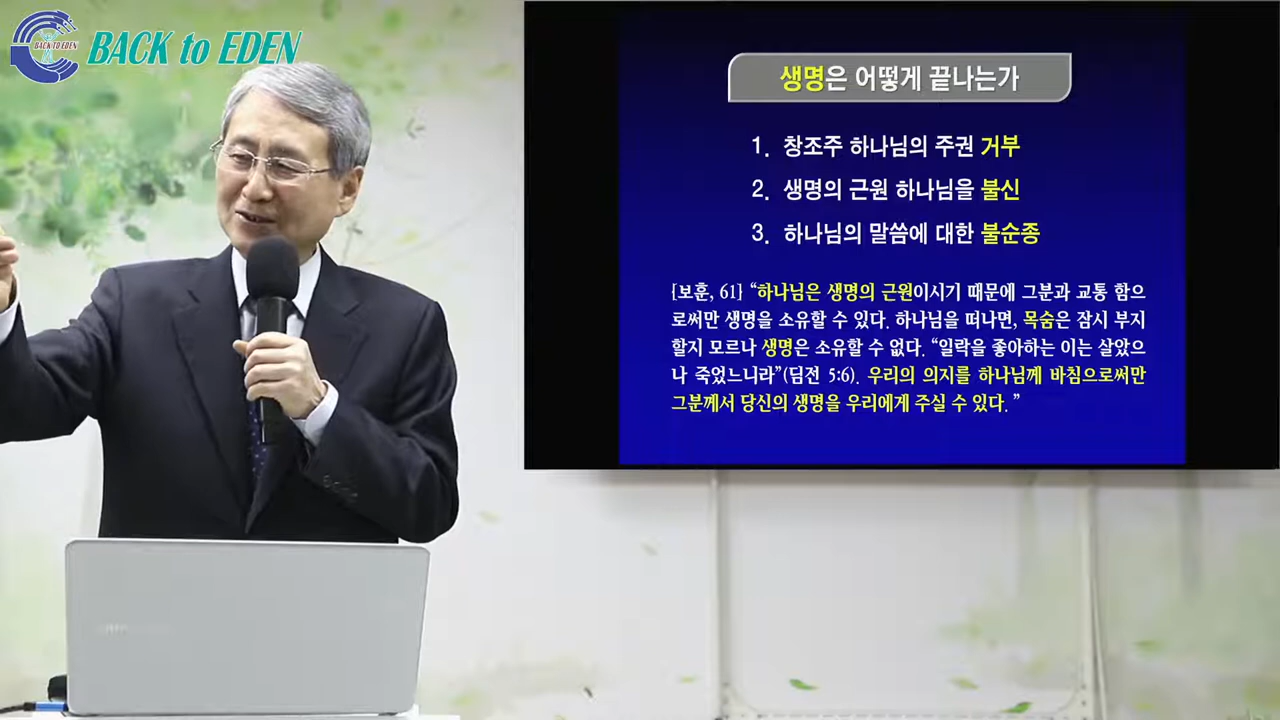 BACK TO EDEN
BACK to EDEN
생명은 어떻게 끝나는가
1. 창조주 하나님의 주권 거부
2. 생명의 근원 하나님을 불신
3. 하나님의 말씀에 대한 불순종
[보훈, 61] “하나님은 생명의 근원이시기 때문에 그분과 교통 함으
로써만 생명을 소유할 수 있다. 하나님을 떠나면, 목숨은 잠시 부지
할지 모르나 생명은 소유할 수 없다. “일락을 좋아하는 이는 살았으
나 죽었느니라”(딤전 5:6). 우리의 의지를 하나님께 바침으로써만
그분께서 당신의 생명을 우리에게 주실 수 있다. ”